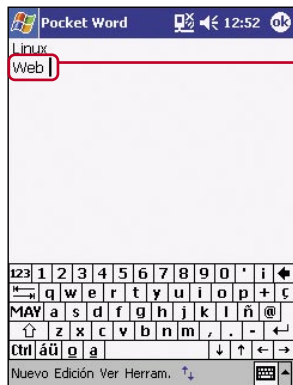 Pocket Word 12:52 ok
Linux
Web
123 1 2 3 4 5 6 7 8 9 0 ' ¡
q w e r t y u i o p + ç
MAY a s d f g h j k l ñ @
z x c v b n m , . -
Ctrl áü º ª
Nuevo Edición Ver Herram.